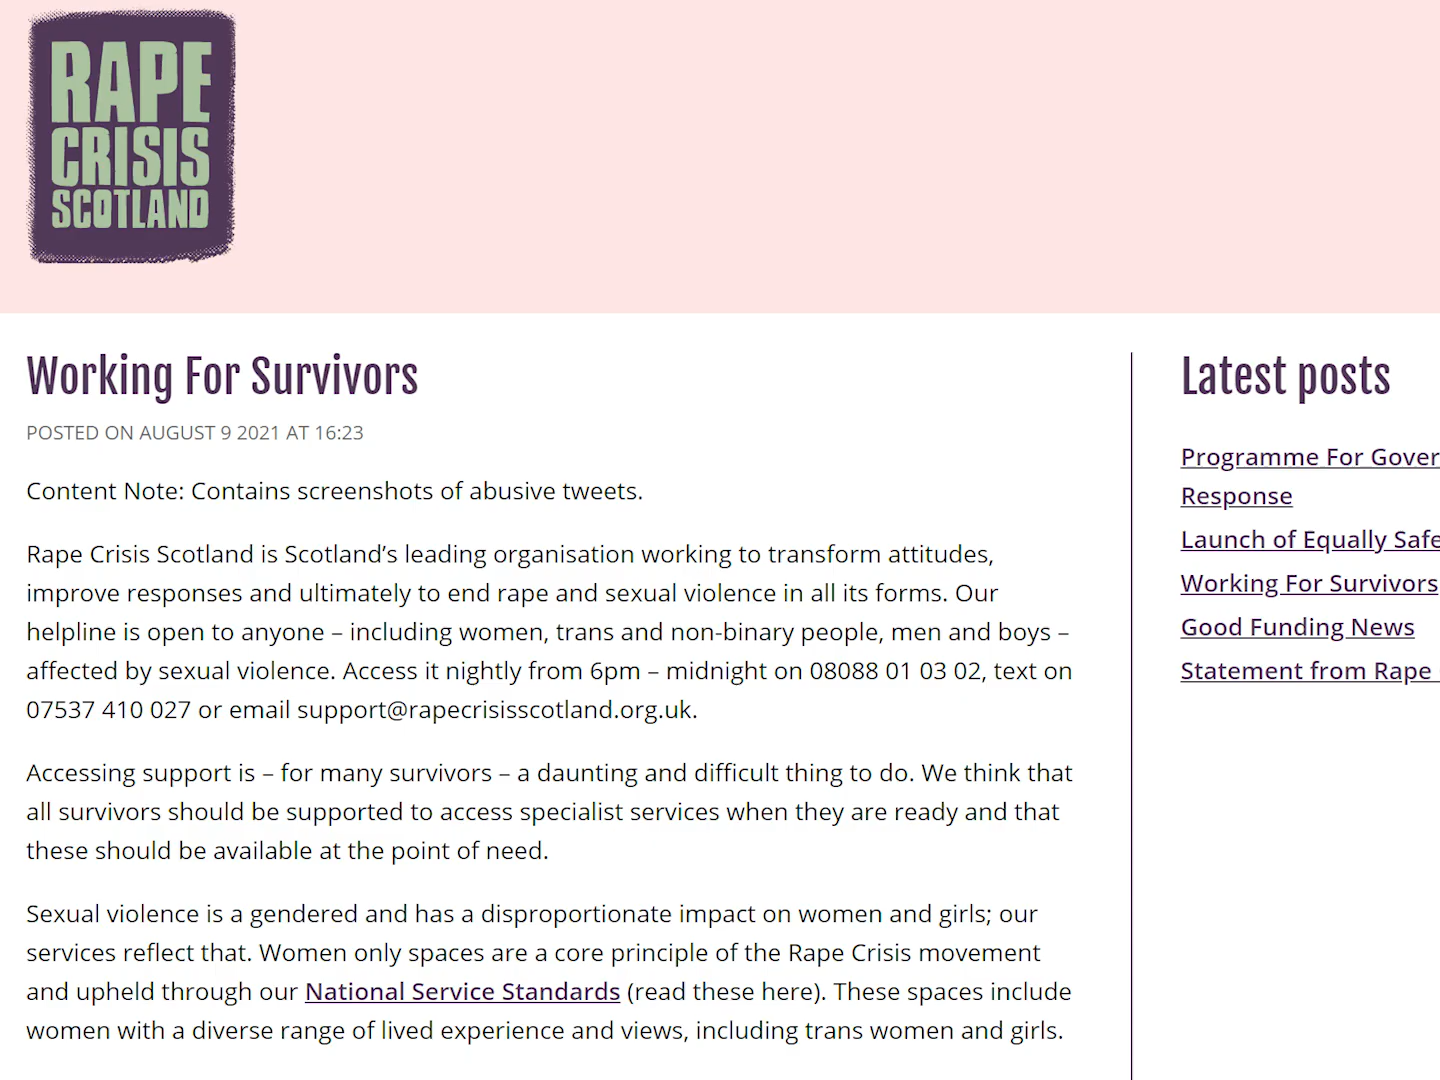 RAPE
CRISIS
SCOTLAND
Working For Survivors
POSTED ON AUGUST 9 2021 AT 16:23
Content Note: Contains screenshots of abusive tweets.
Rape Crisis Scotland is Scotland’s leading organisation working to transform attitudes,
improve responses and ultimately to end rape and sexual violence in all its forms. Our
helpline is open to anyone – including women, trans and non-binary people, men and boys –
affected by sexual violence. Access it nightly from 6pm – midnight on 08088 01 03 02, text on
07537 410 027 or email support@rapecrisisscotland.org.uk.
Accessing support is – for many survivors – a daunting and difficult thing to do. We think that
all survivors should be supported to access specialist services when they are ready and that
these should be available at the point of need.
Sexual violence is a gendered and has a disproportionate impact on women and girls; our
services reflect that. Women only spaces are a core principle of the Rape Crisis movement
and upheld through our National Service Standards (read these here). These spaces include
women with a diverse range of lived experience and views, including trans women and girls.
Latest posts
Programme For Gover
Response
Launch of Equally Safe
Working For Survivors
Good Funding News
Statement from Rape